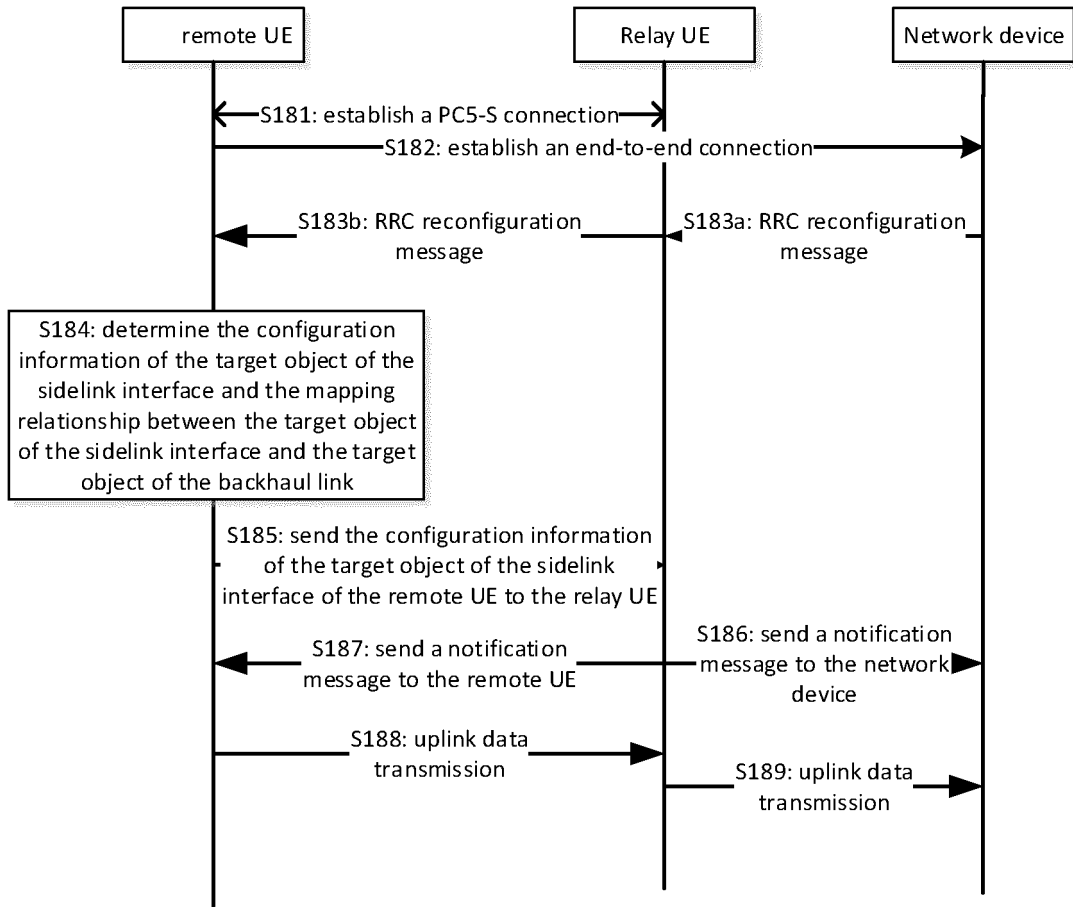 remote UE
Relay UE
Network device
S181: establish a PC5-S connection
S182: establish an end-to-end connection
S183b: RRC reconfiguration
message
S183a: RRC reconfiguration
message
S184: determine the configuration
information of the target object of the
sidelink interface and the mapping
relationship between the target object
of the sidelink interface and the target
object of the backhaul link
S185: send the configuration information
of the target object of the sidelink
interface of the remote UE to the relay UE
S186: send a notification
message to the network
device
S187: send a notification
message to the remote UE
S188: uplink data
transmission
S189: uplink data
transmission